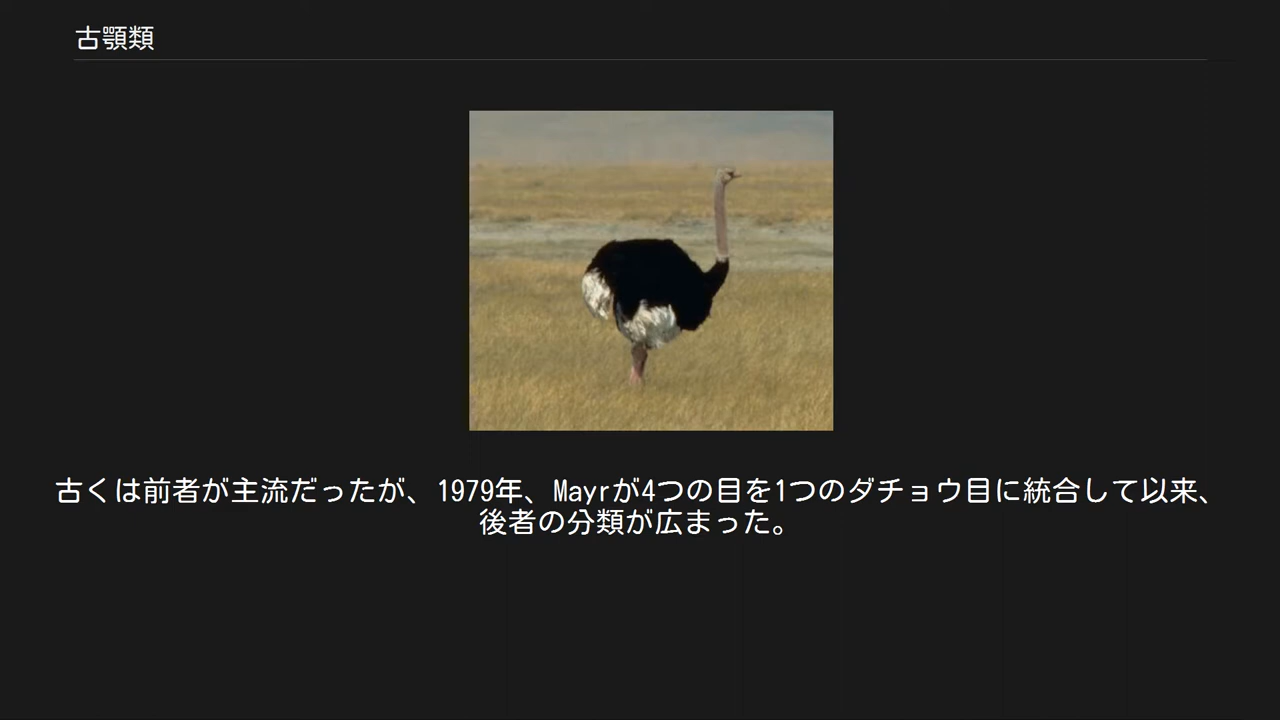 古顎類
古くは前者が主流だったが、1979年、Mayrが4つの目を1つのダチョウ目に統合して以来、
後者の分類が広まった。